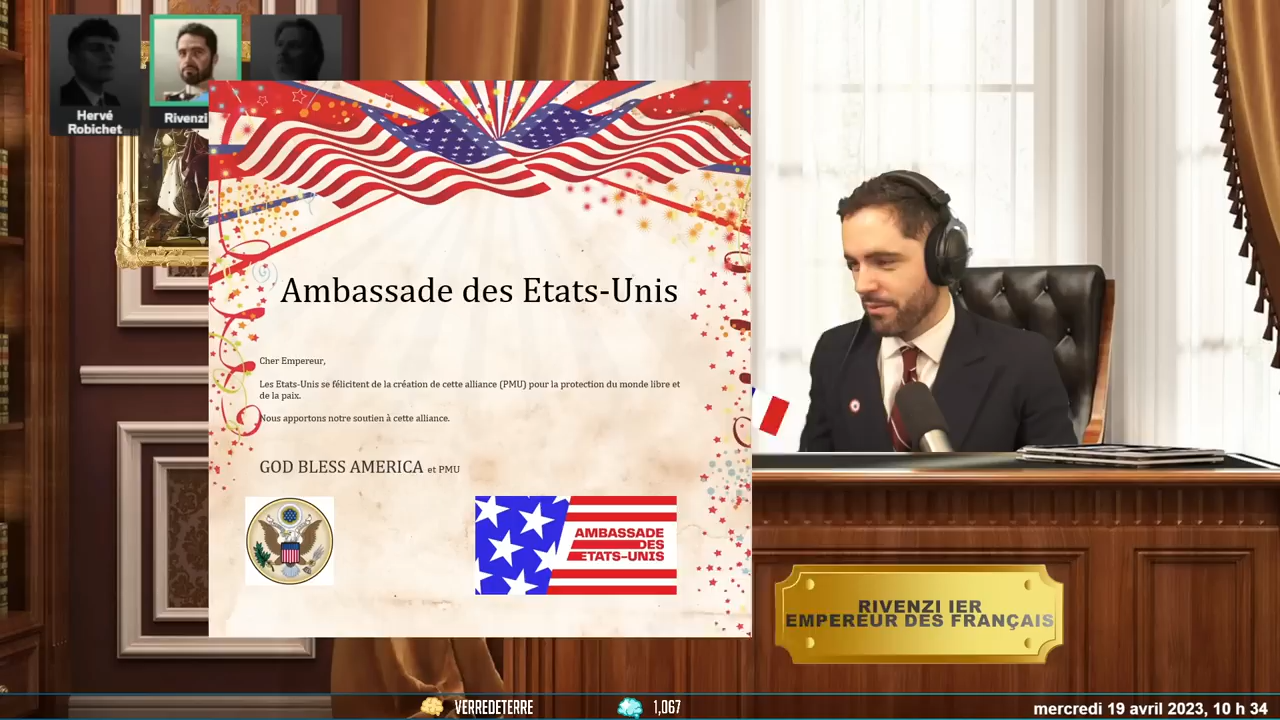 Hervé
Robichet
Rivenzi
Ambassade des Etats-Unis
Cher Empereur,
Les Etats-Unis se félicitent de la création de cette alliance (PMU) pour la protection du monde libre et
de la paix.
Nous apportons notre soutien à cette alliance.
GOD BLESS AMERICA et PMU
AMBASSADE
DES
ETATS-UNIS
RIVENZI IER
EMPEREUR DES FRANÇAIS
VERREDETERRE
1,067
mercredi 19 avril 2023, 10 h 34